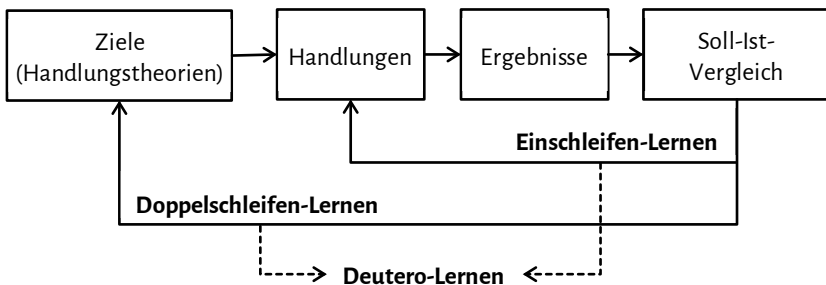 Ziele
(Handlungstheorien)
Handlungen
Ergebnisse
Soll-Ist-
Vergleich
Einschleifen-Lernen
Doppelschleifen-Lernen
Deutero-Lernen